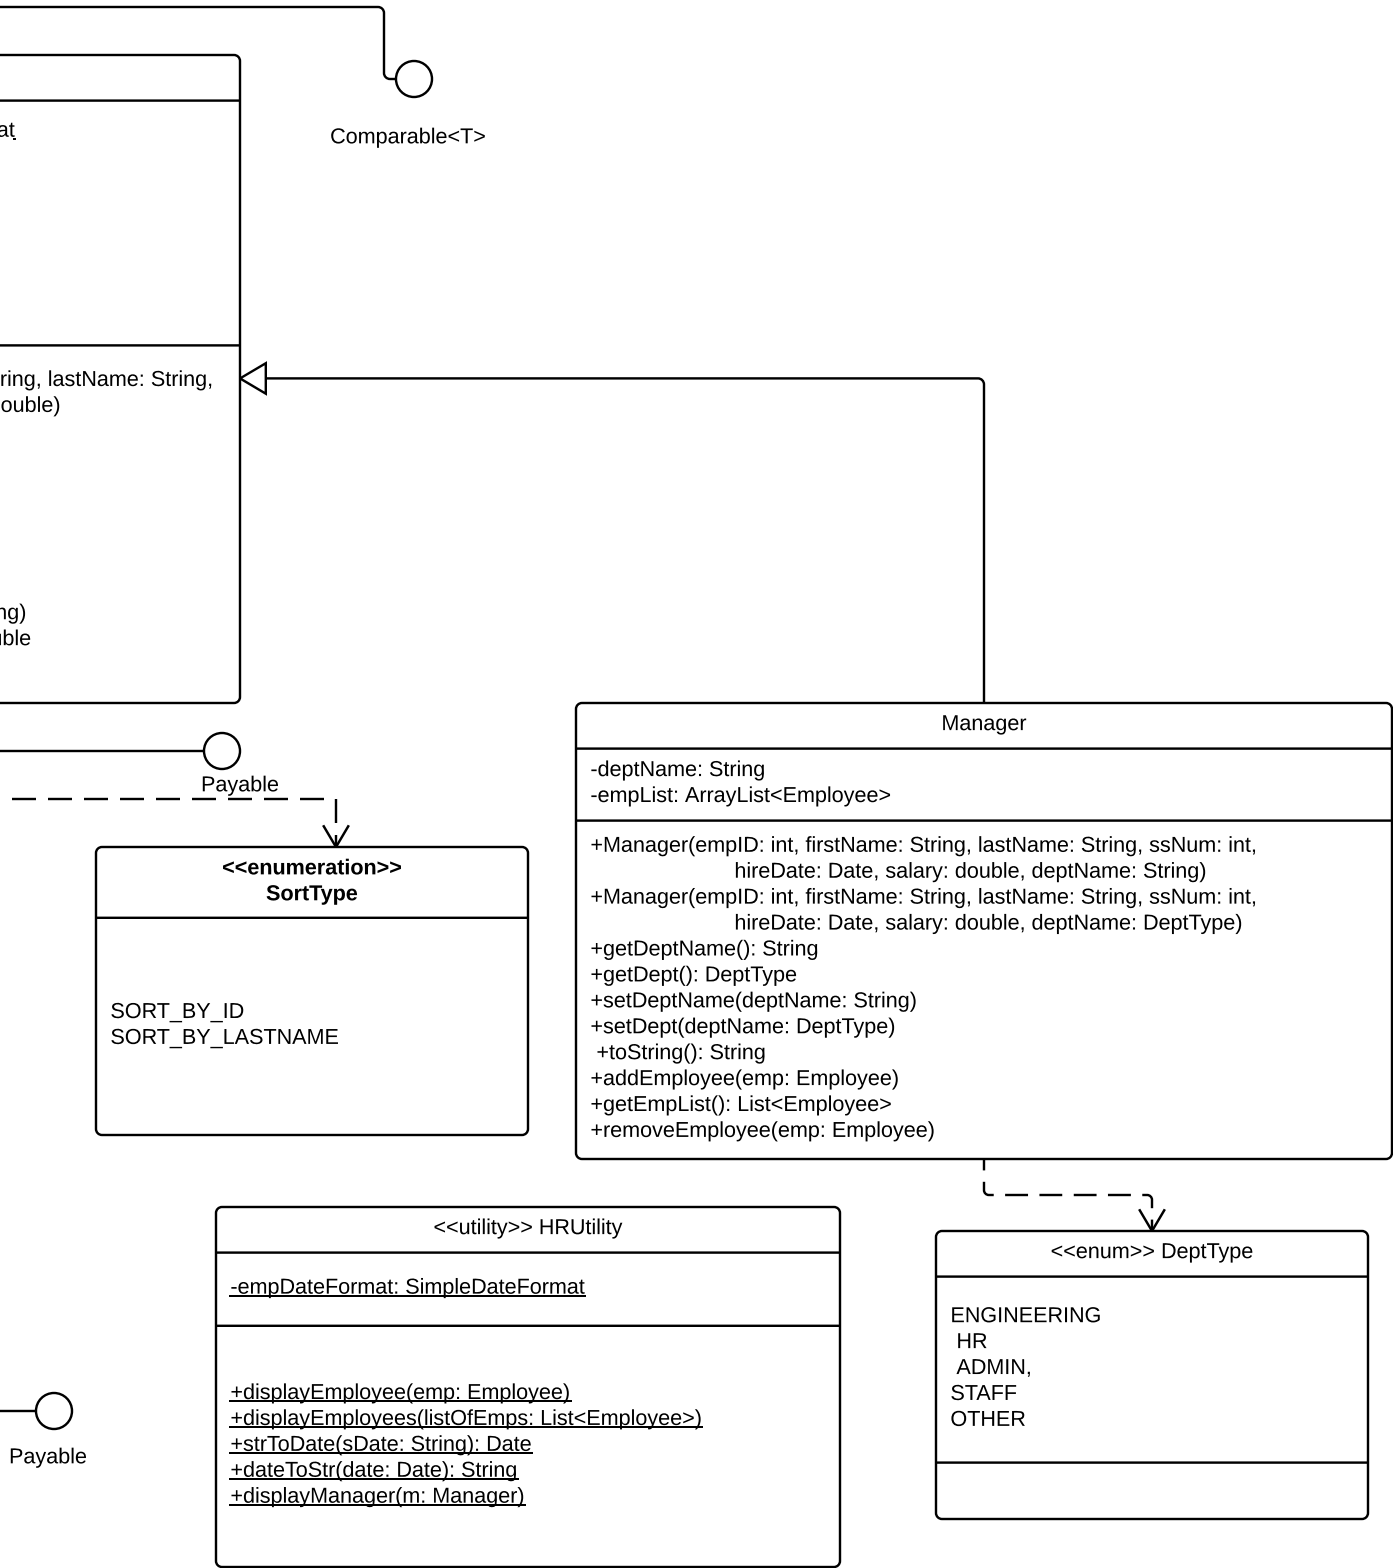 Comparable<T>
at
ring, lastName: String,
ouble)
ng)
ble
Payable
<<enumeration>>
SortType
SORT_BY_ID
SORT_BY_LASTNAME
Manager
-deptName: String
-empList: ArrayList<Employee>
+Manager(empID: int, firstName: String, lastName: String, ssNum: int,
hireDate: Date, salary: double, deptName: String)
+Manager(empID: int, firstName: String, lastName: String, ssNum: int,
hireDate: Date, salary: double, deptName: DeptType)
+getDeptName(): String
+getDept(): DeptType
+setDeptName(deptName: String)
+setDept(deptName: DeptType)
+toString(): String
+addEmployee(emp: Employee)
+getEmpList(): List<Employee>
+removeEmployee(emp: Employee)
<<utility>> HRUtility
-empDateFormat: SimpleDateFormat
+displayEmployee(emp: Employee)
+displayEmployees(listOfEmps: List<Employee>)
+strToDate(sDate: String): Date
+dateToStr(date: Date): String
+displayManager(m: Manager)
<<enum>> DeptType
ENGINEERING
HR
ADMIN,
STAFF
OTHER
Payable